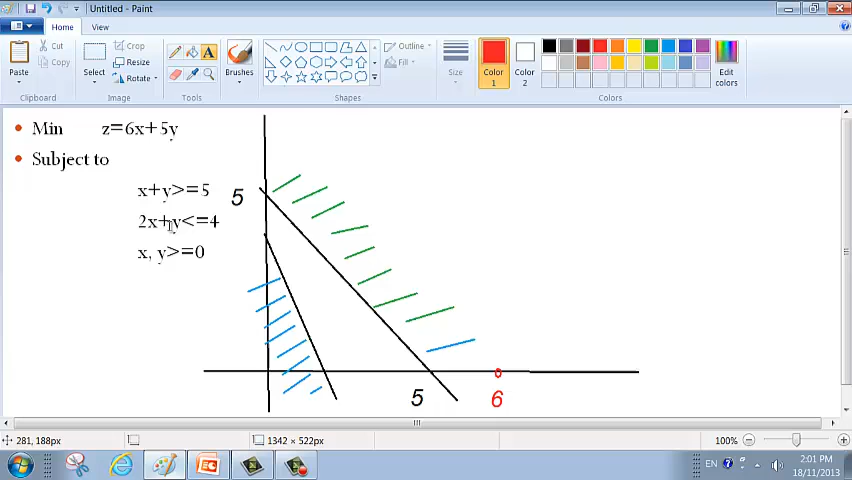 Untitled - Paint
Home View
Paste
Cut
Copy
Clipboard
Select
Crop
Resize
Rotate
Image
A
Tools
Brushes
Outline
Fill
Shapes
Size
Color 1
Color 2
Colors
Edit colors
• Min z=6x+5y
• Subject to
x+y>=5
2x+y<=4
x, y>=0
5
5
6
281, 188px
1342 × 522px
100%
EN
2:01 PM
18/11/2013